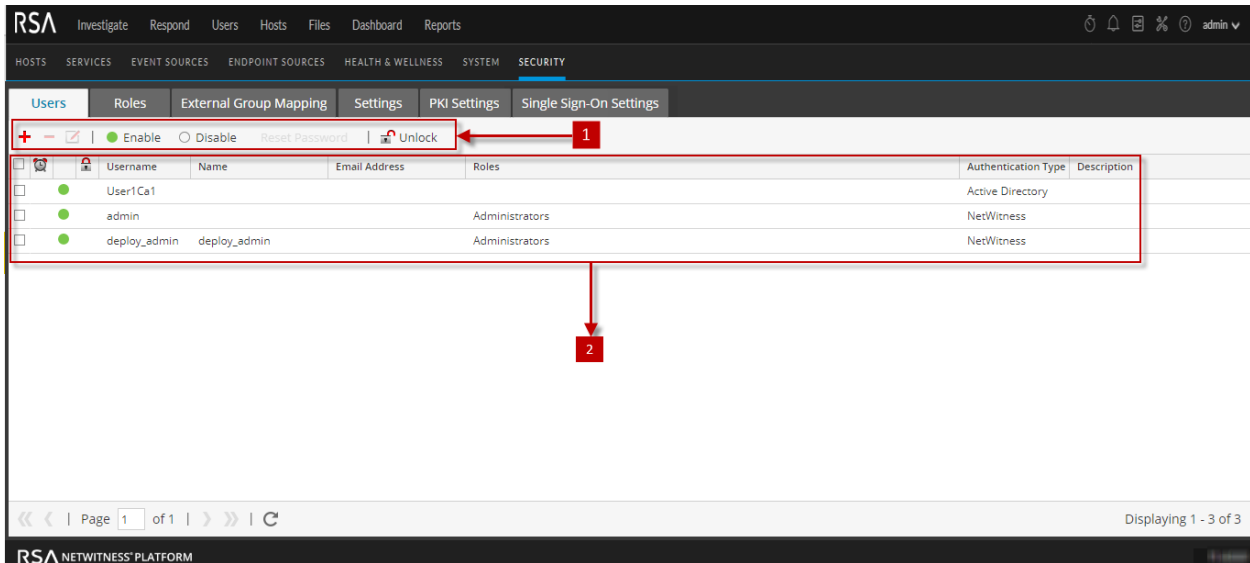 RSA Investigate Respond Users Hosts Files Dashboard Reports admin
HOSTS SERVICES EVENT SOURCES ENDPOINT SOURCES HEALTH & WELLNESS SYSTEM SECURITY
Users Roles External Group Mapping Settings PKI Settings Single Sign-On Settings
Enable Disable Reset Password | Unlock 1
Username Name Email Address Roles Authentication Type Description
User1Ca1 Active Directory
admin Administrators NetWitness
deploy_admin deploy_admin Administrators NetWitness
2
| Page 1 of 1 | | Displaying 1 - 3 of 3
RSA NETWITNESS® PLATFORM